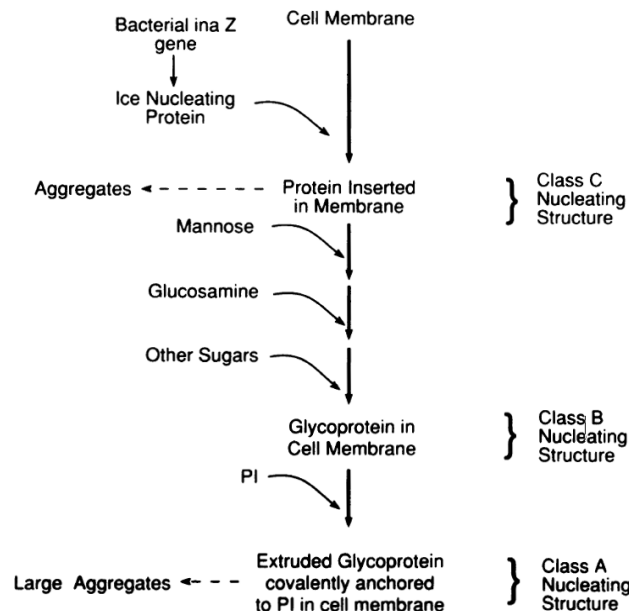 Bacterial ina Z
gene
Cell Membrane
Ice Nucleating
Protein
Aggregates
Protein Inserted
in Membrane
Class C
Nucleating
Structure
Mannose
Glucosamine
Other Sugars
Glycoprotein in
Cell Membrane
Class B
Nucleating
Structure
PI
Large Aggregates
Extruded Glycoprotein
covalently anchored
to PI in cell membrane
Class A
Nucleating
Structure